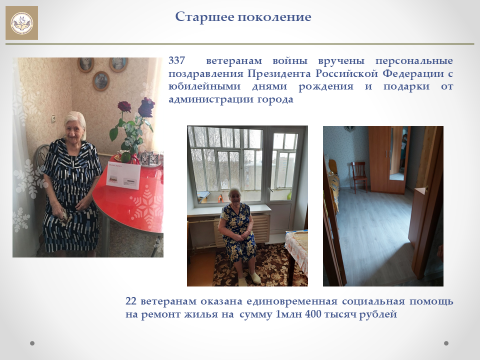 Старшее поколение
337 ветеранам войны вручены персональные
поздравления Президента Российской Федерации с
юбилейными днями рождения и подарки от
администрации города
22 ветеранам оказана единовременная социальная помощь
на ремонт жилья на сумму 1млн 400 тысяч рублей